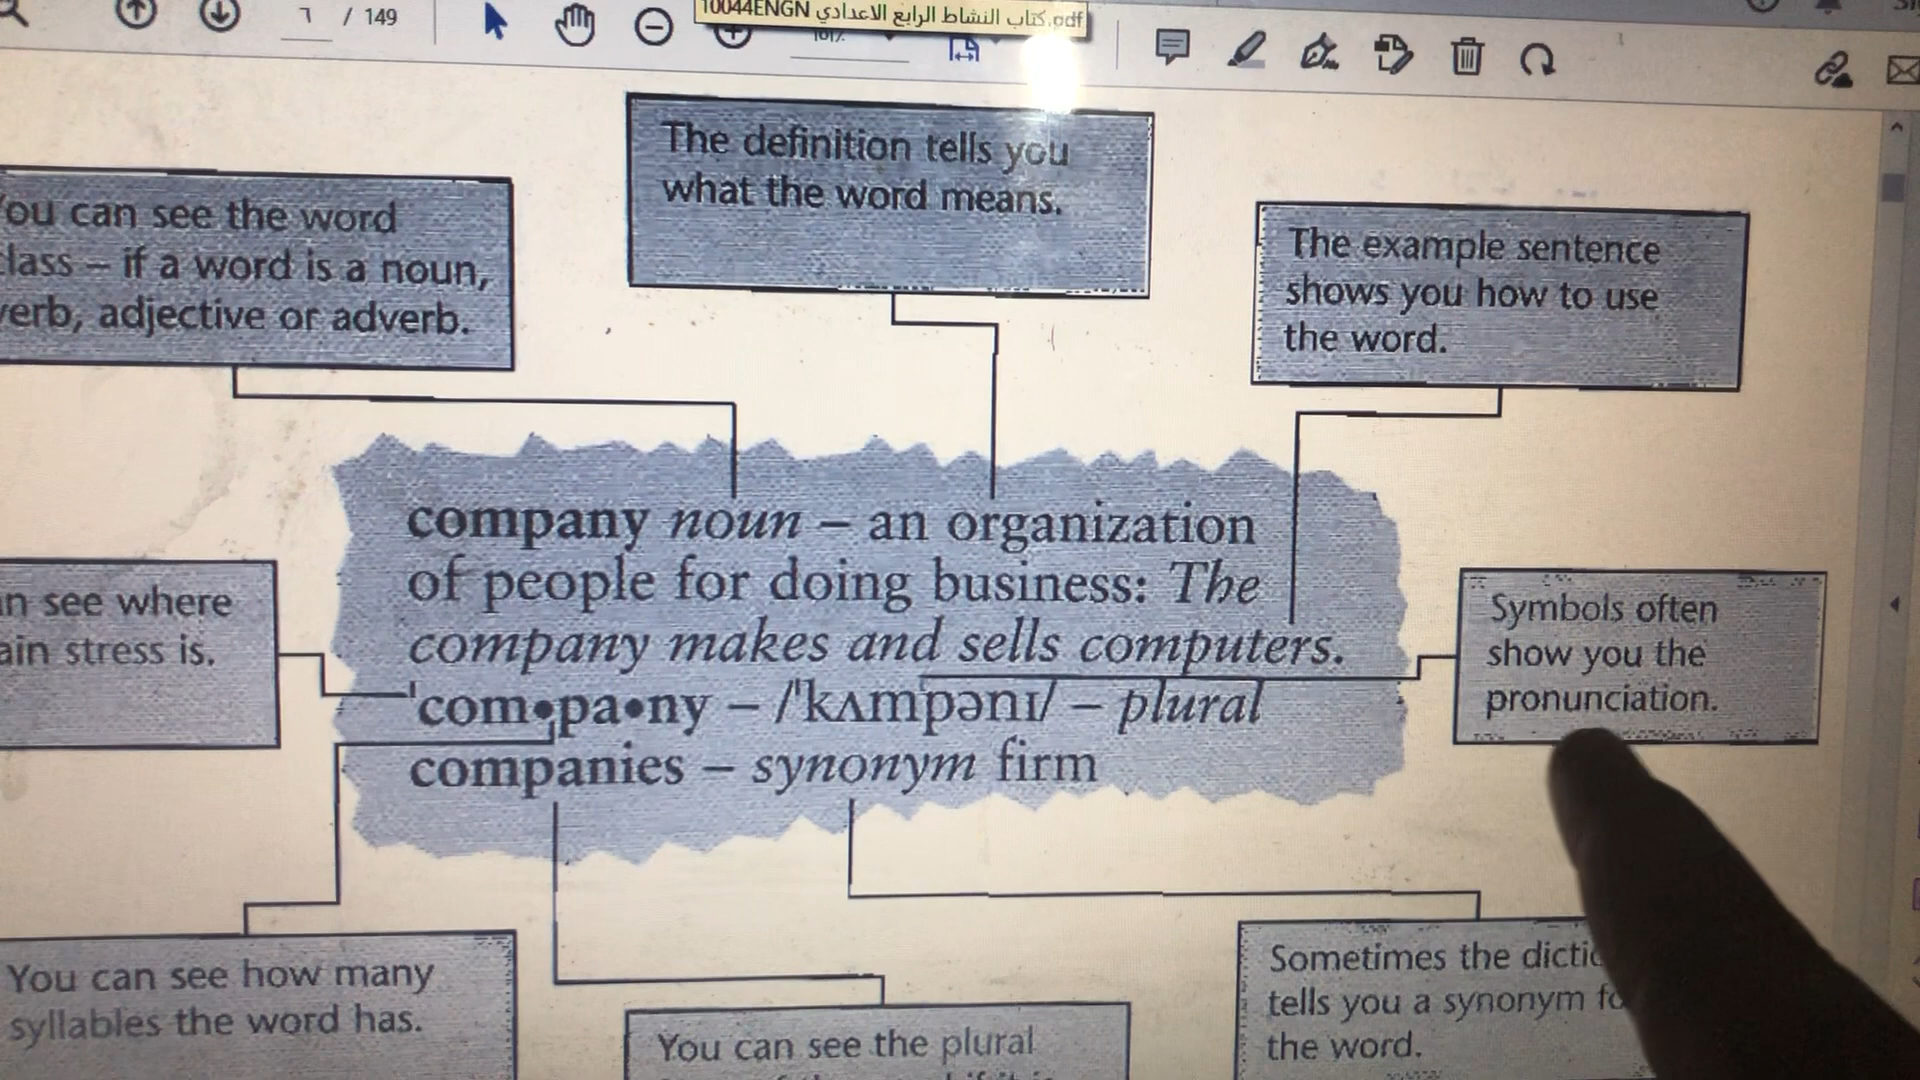 / 149
10044ENGN كتاب النشاط الرابع الاعدادي.pdf
The definition tells you
what the word means.
ou can see the word
lass – if a word is a noun,
verb, adjective or adverb.
The example sentence
shows you how to use
the word.
company noun – an organization
of people for doing business: The
company makes and sells computers.
'com•pa•ny – /'kʌmpənɪ/ – plural
companies – synonym firm
n see where
ain stress is.
Symbols often
show you the
pronunciation.
You can see how many
syllables the word has.
You can see the plural
Sometimes the dictio
tells you a synonym fo
the word.